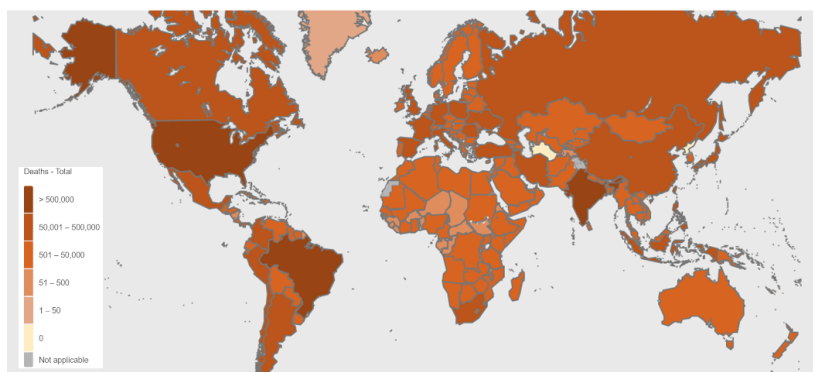 Deaths - Total
> 500,000
50,001 – 500,000
501 – 50,000
51 – 500
1 – 50
0
Not applicable